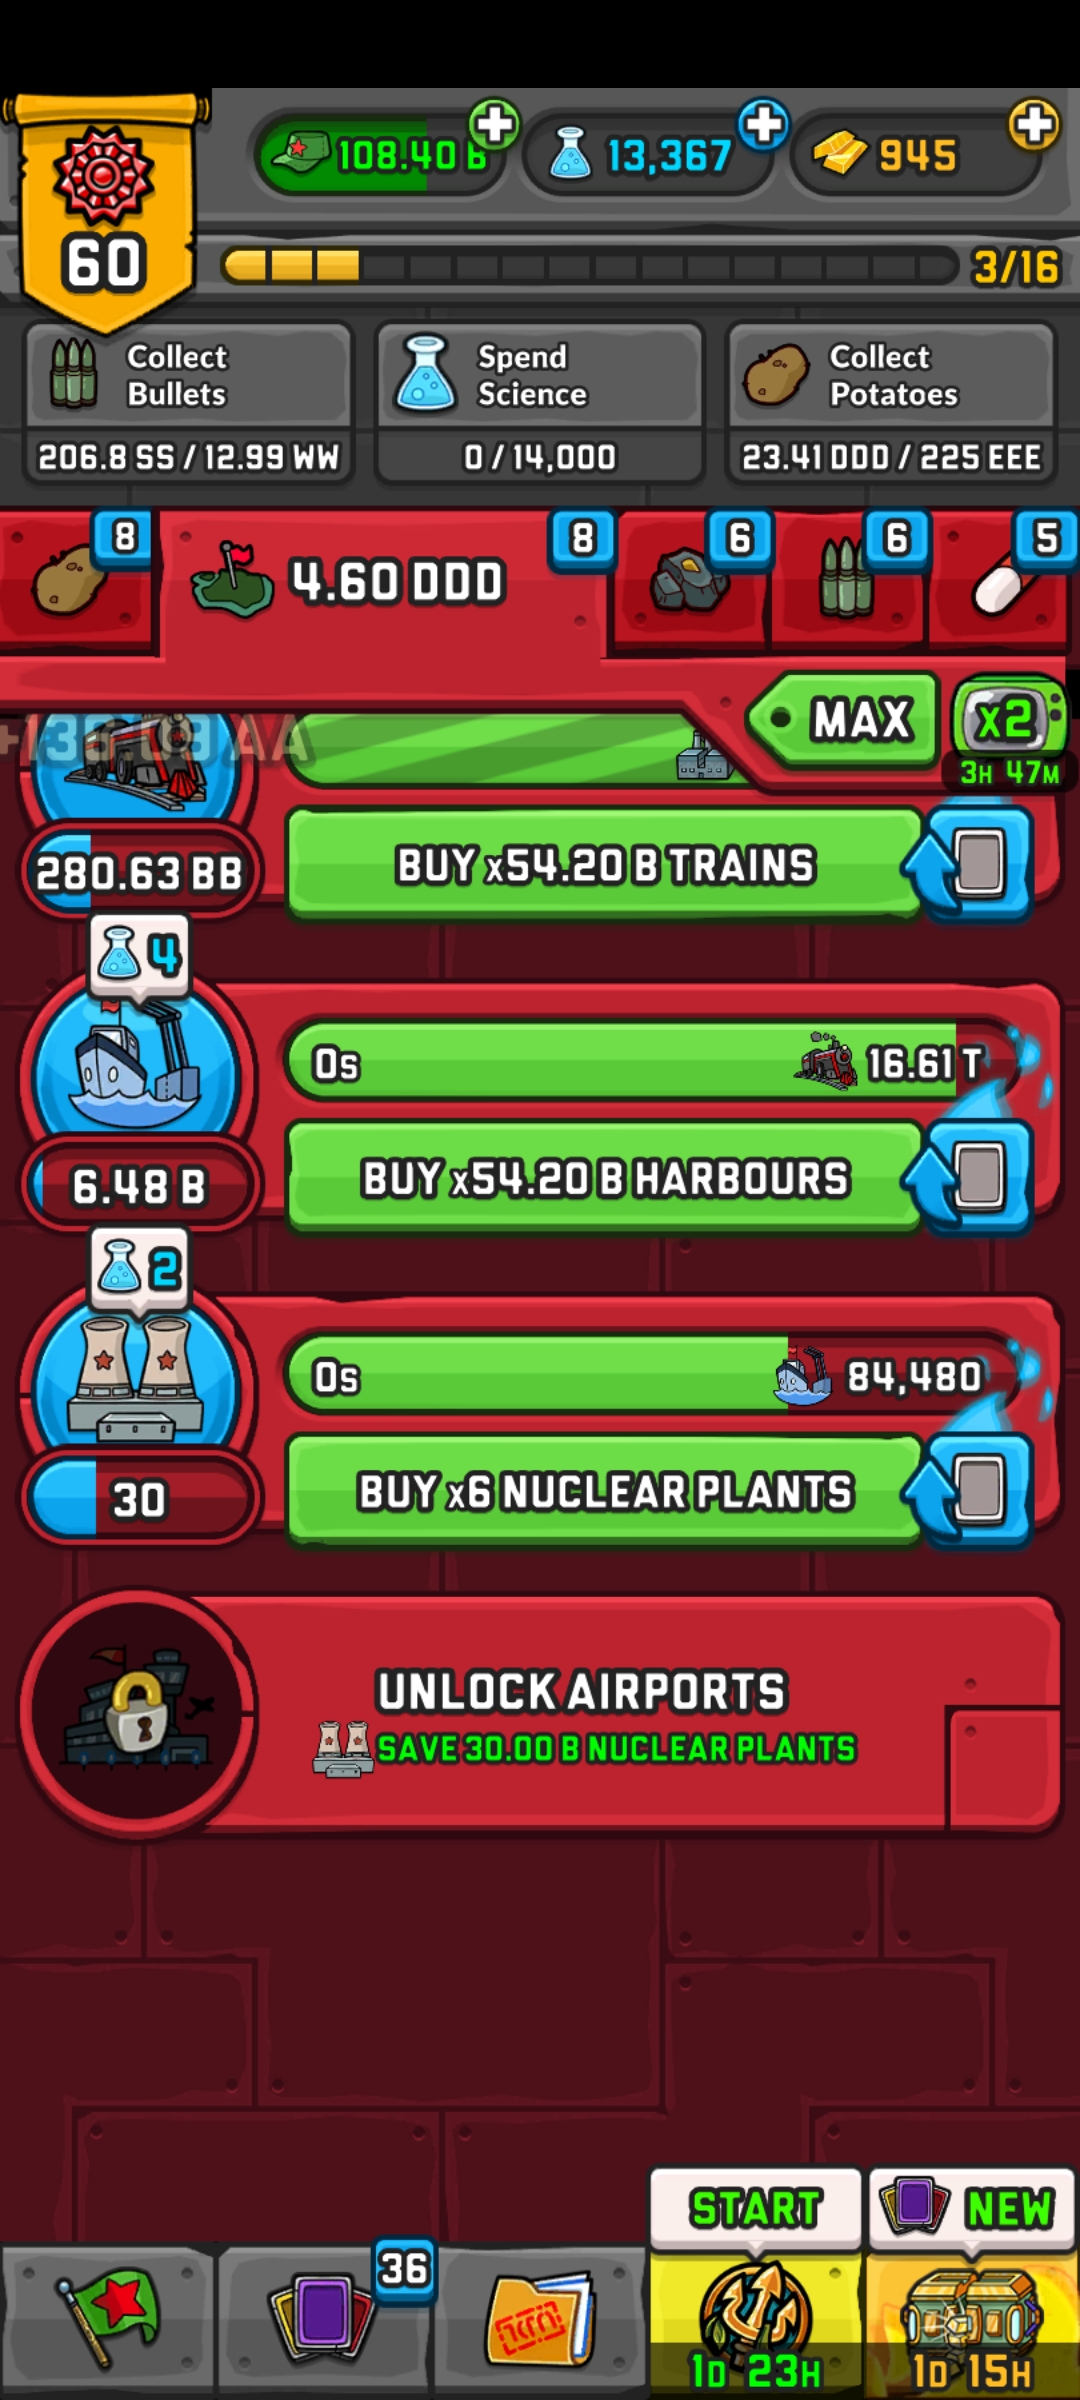 108.40 B
13,367
945
60
3/16
Collect
Bullets
Spend
Science
Collect
Potatoes
206.8 SS / 12.99 WW
0 / 14,000
23.41 DDD / 225 EEE
8
4.60 DDD
8
6
6
5
MAX
x2
3H 47M
280.63 BB
BUY x54.20 B TRAINS
4
0s
16.61 T
6.48 B
BUY x54.20 B HARBOURS
2
0s
84,480
30
BUY x6 NUCLEAR PLANTS
UNLOCK AIRPORTS
SAVE 30.00 B NUCLEAR PLANTS
START
NEW
36
1D 23H
1D 15H